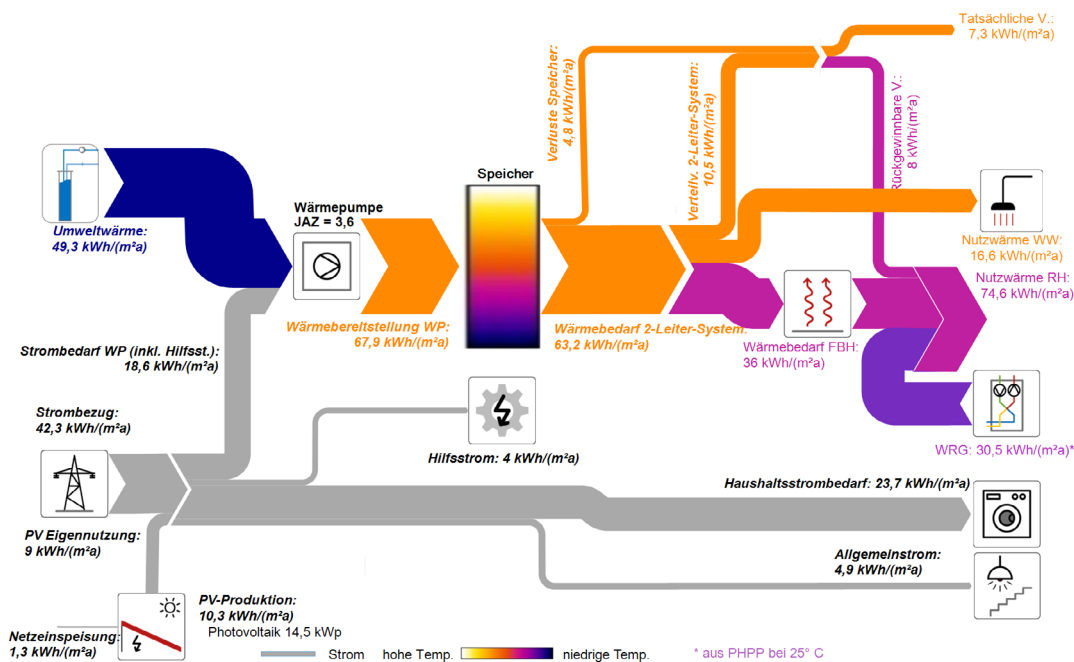 Tatsächliche V.:
7,3 kWh/(m²a)
Verluste Speicher:
4,8 kWh/(m²a)
Verteilv. 2-Leiter-System:
10,5 kWh/(m²a)
Rückgewinnbare V.:
8 kWh/(m²a)
Speicher
Wärmepumpe
JAZ = 3,6
Umweltwärme:
49,3 kWh/(m²a)
Nutzwärme WW:
16,6 kWh/(m²a)
Nutzwärme RH:
74,6 kWh/(m²a)
Wärmebereitstellung WP:
67,9 kWh/(m²a)
Wärmebedarf 2-Leiter-System:
63,2 kWh/(m²a)
Wärmebedarf FBH:
36 kWh/(m²a)
Strombedarf WP (inkl. Hilfsst.):
18,6 kWh/(m²a)
Strombezug:
42,3 kWh/(m²a)
Hilfsstrom: 4 kWh/(m²a)
WRG: 30,5 kWh/(m²a)*
Haushaltsstrombedarf: 23,7 kWh/(m²a)
PV Eigennutzung:
9 kWh/(m²a)
Allgemeinstrom:
4,9 kWh/(m²a)
PV-Produktion:
10,3 kWh/(m²a)
Photovoltaik 14,5 kWp
Netzeinspeisung:
1,3 kWh/(m²a)
Strom hohe Temp. niedrige Temp. * aus PHPP bei 25° C